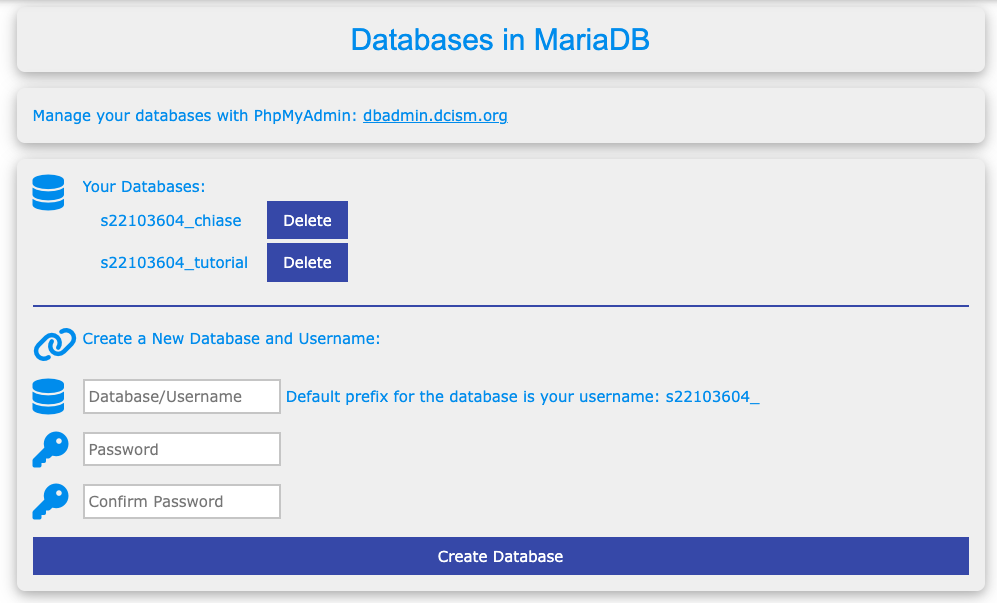 Databases in MariaDB
Manage your databases with PhpMyAdmin: dbadmin.dcism.org
Your Databases:
s22103604_chiase Delete
s22103604_tutorial Delete
Create a New Database and Username:
Database/Username Default prefix for the database is your username: s22103604_
Password
Confirm Password
Create Database